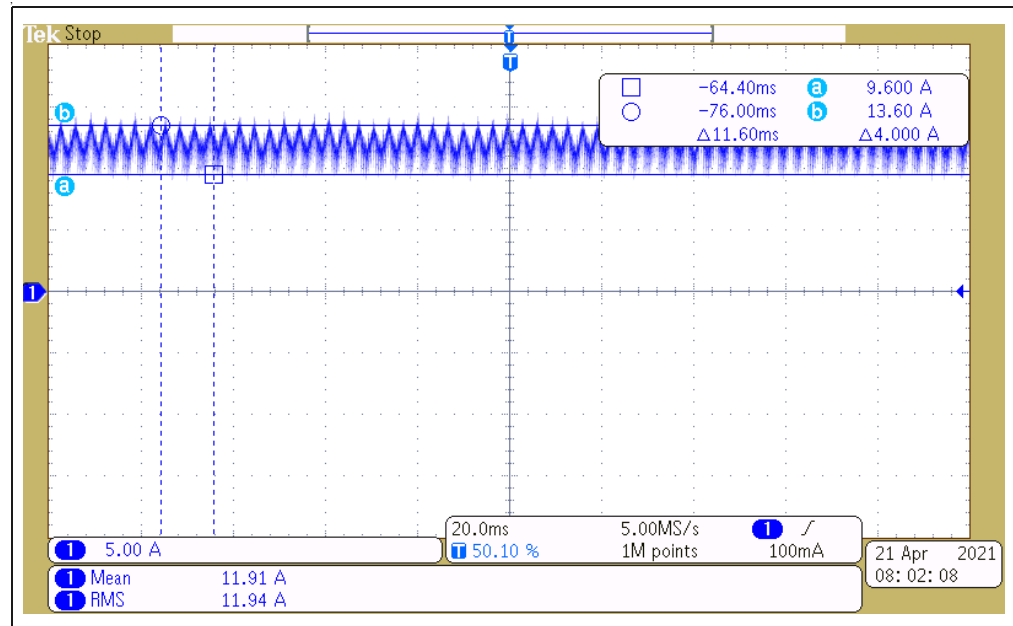 Tek Stop
T
T
-64.40ms a 9.600 A
-76.00ms b 13.60 A
Δ11.60ms Δ4.000 A
b
a
1
1 5.00 A
20.0ms 5.00MS/s 1 /
T 50.10 % 1M points 100mA
1 Mean 11.91 A
1 RMS 11.94 A
21 Apr 2021
08:02:08